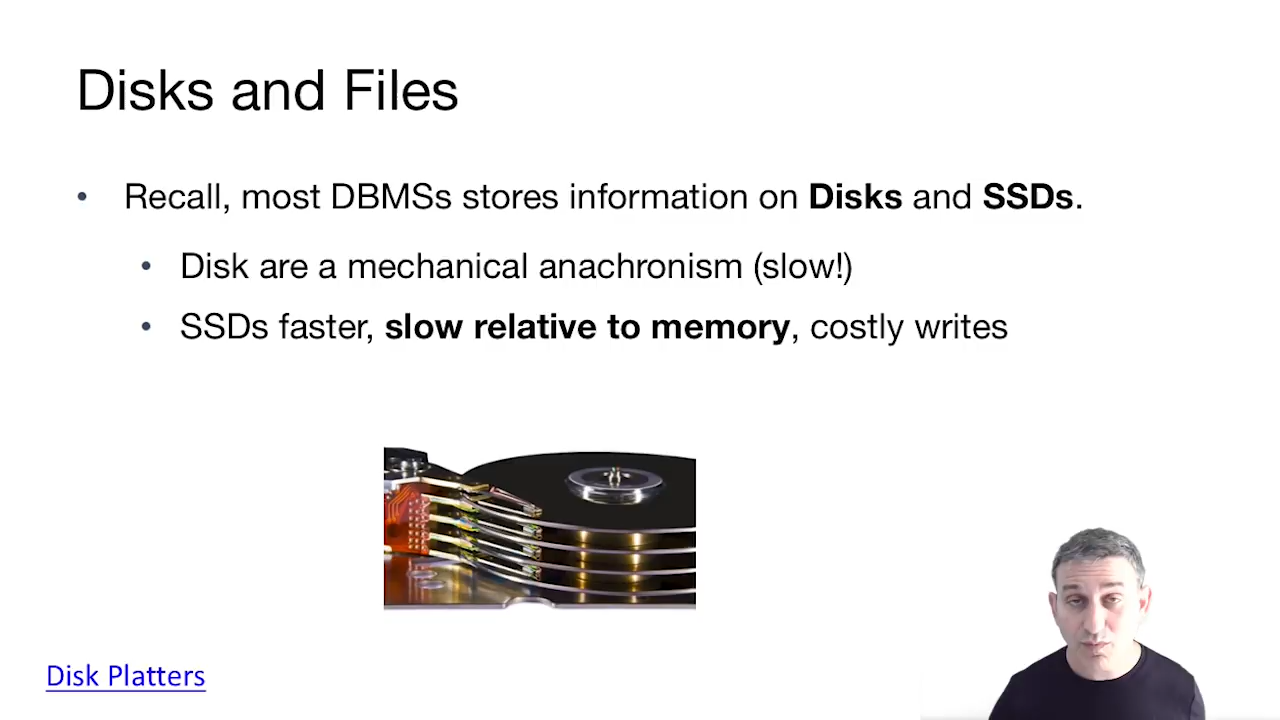 Disks and Files
• Recall, most DBMSs stores information on Disks and SSDs.
• Disk are a mechanical anachronism (slow!)
• SSDs faster, slow relative to memory, costly writes
Disk Platters